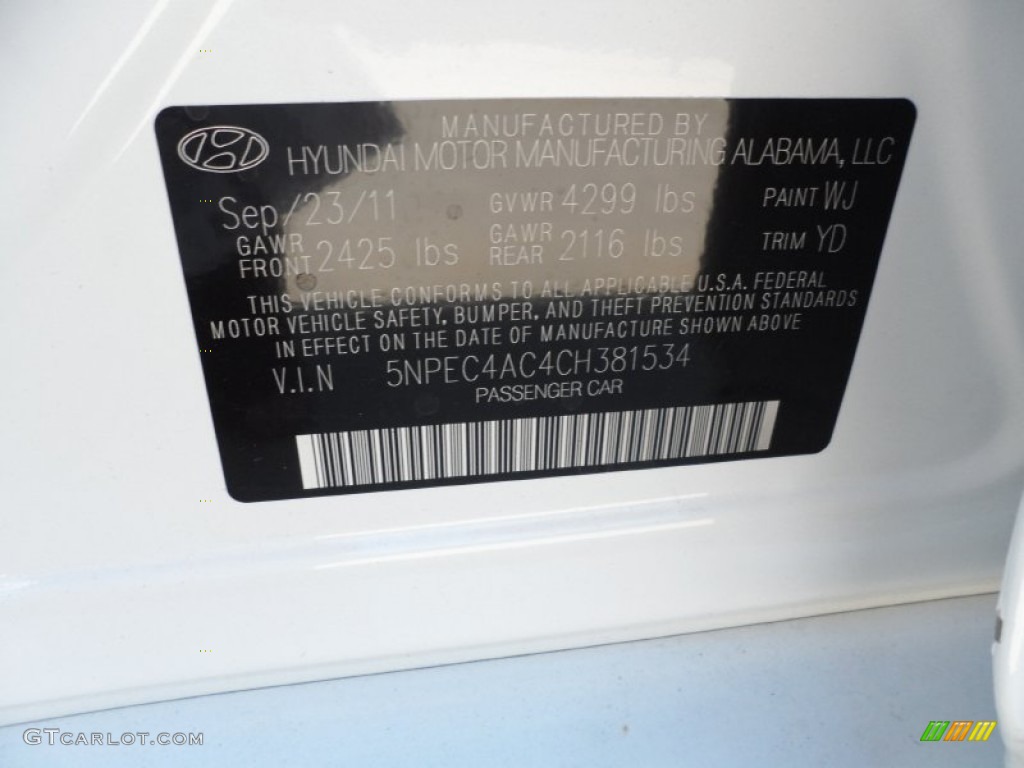 MANUFACTURED BY
HYUNDAI MOTOR MANUFACTURING ALABAMA, LLC
Sep/23/11 GVWR 4299 lbs PAINT WJ
GAWR FRONT 2425 lbs GAWR REAR 2116 lbs TRIM YD
THIS VEHICLE CONFORMS TO ALL APPLICABLE U.S.A. FEDERAL
MOTOR VEHICLE SAFETY, BUMPER, AND THEFT PREVENTION STANDARDS
IN EFFECT ON THE DATE OF MANUFACTURE SHOWN ABOVE
V.I.N 5NPEC4AC4CH381534
PASSENGER CAR
GTCARLOT.COM